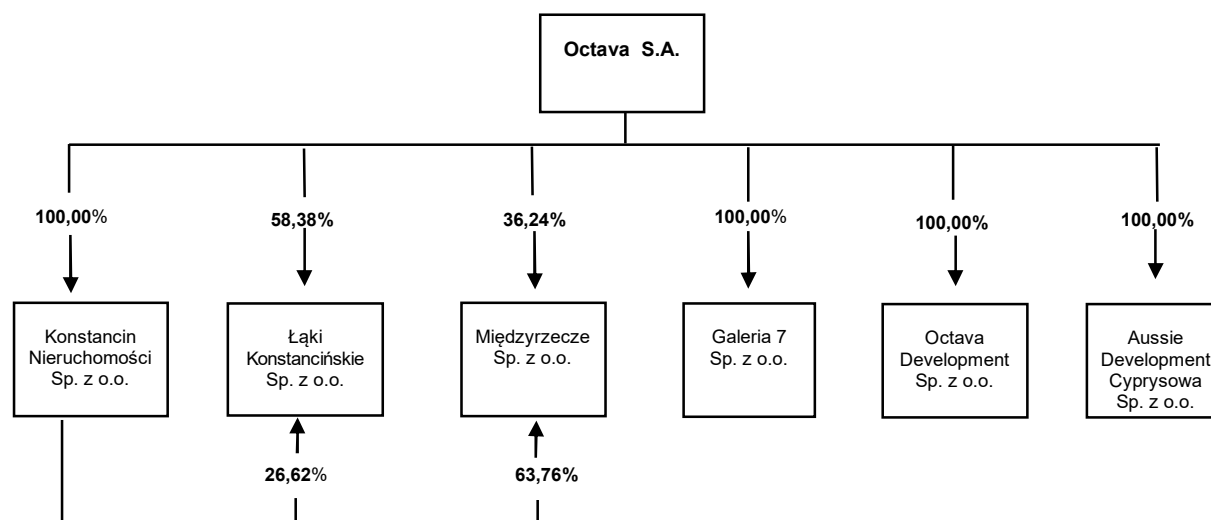 Octava S.A.
100,00%
58,38%
36,24%
100,00%
100,00%
100,00%
Konstancin
Nieruchomości
Sp. z o.o.
Łąki
Konstancińskie
Sp. z o.o.
Międzyrzecze
Sp. z o.o.
Galeria 7
Sp. z o.o.
Octava
Development
Sp. z o.o.
Aussie
Development
Cyprysowa
Sp. z o.o.
26,62%
63,76%